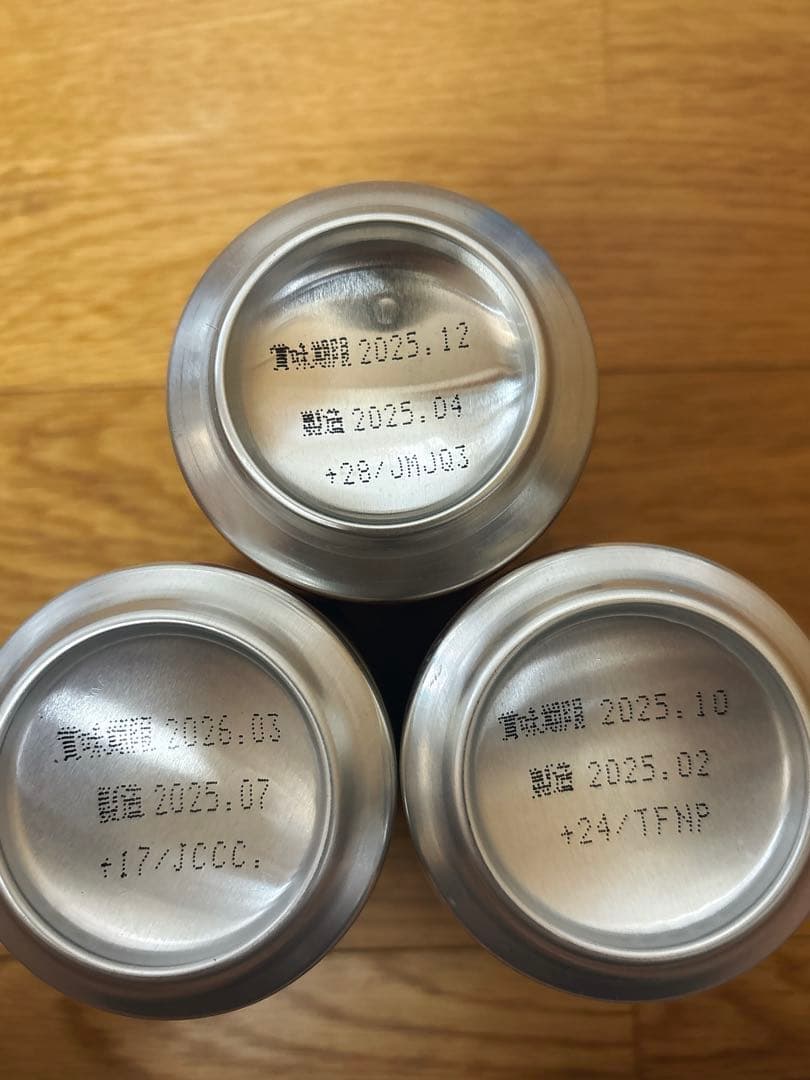 賞味期限 2025.12
製造 2025.04
+28/JMJQ3
賞味期限 2026.03
製造 2025.07
+17/JCCC.
賞味期限 2025.10
製造 2025.02
+24/TFNP